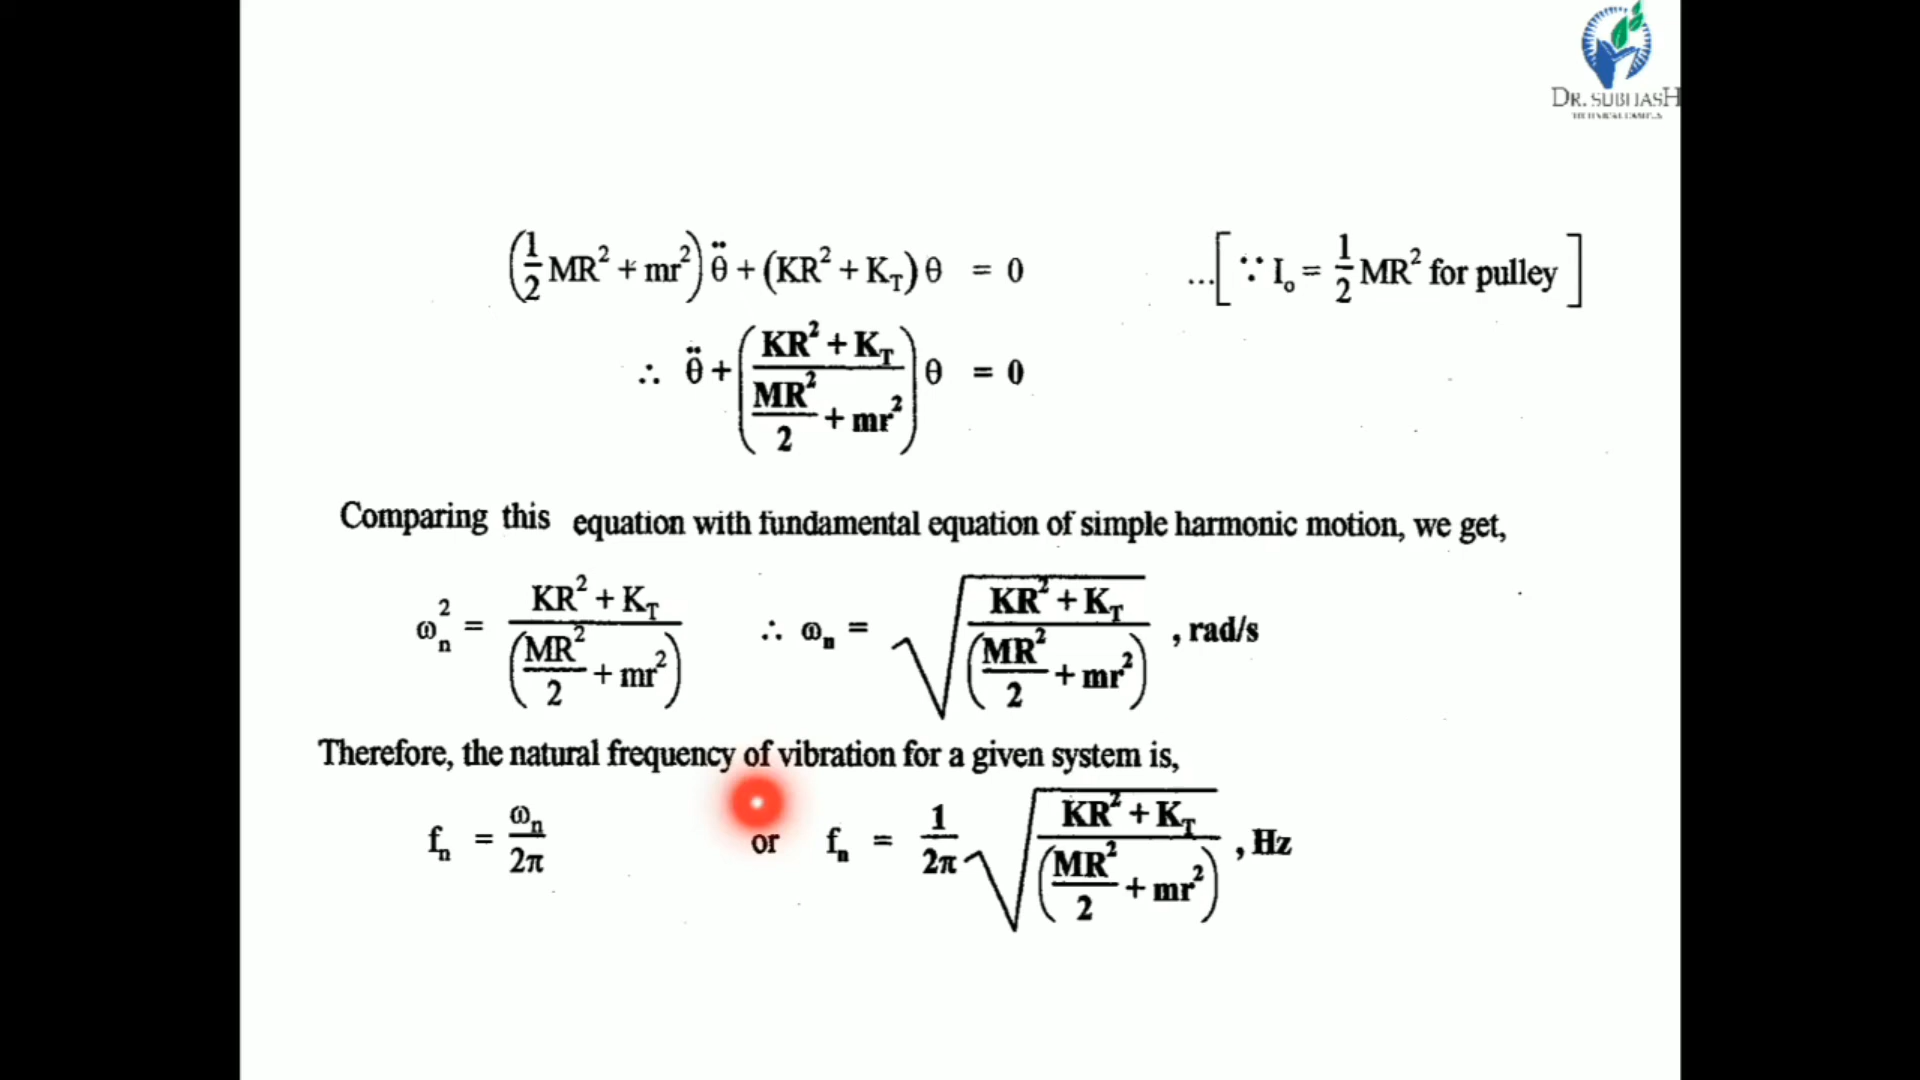 DR. SUBHASH
TECHNICAL CAMPUS
(1/2 MR² + mr²) θ̈ + (KR² + K_T) θ = 0 ...[∵ I_o = 1/2 MR² for pulley]
∴ θ̈ + ((KR² + K_T) / (MR²/2 + mr²)) θ = 0
Comparing this equation with fundamental equation of simple harmonic motion, we get,
ω_n² = (KR² + K_T) / (MR²/2 + mr²) ∴ ω_n = √((KR² + K_T) / (MR²/2 + mr²)) , rad/s
Therefore, the natural frequency of vibration for a given system is,
f_n = ω_n/2π or f_n = 1/2π √((KR² + K_T) / (MR²/2 + mr²)) , Hz